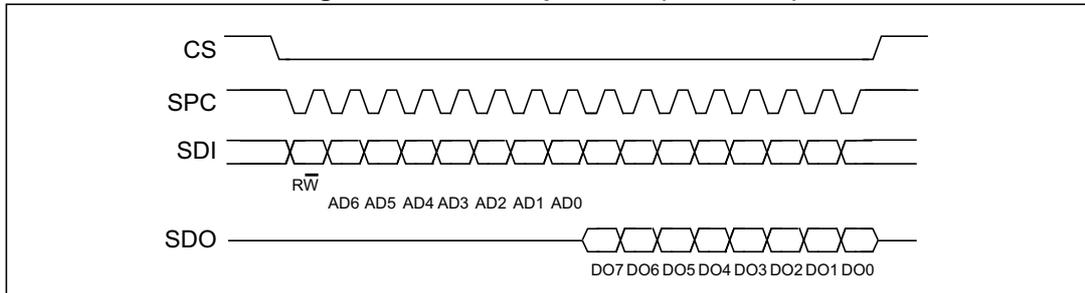 CS
SPC
SDI
RW̅
AD6 AD5 AD4 AD3 AD2 AD1 AD0
SDO
DO7 DO6 DO5 DO4 DO3 DO2 DO1 DO0